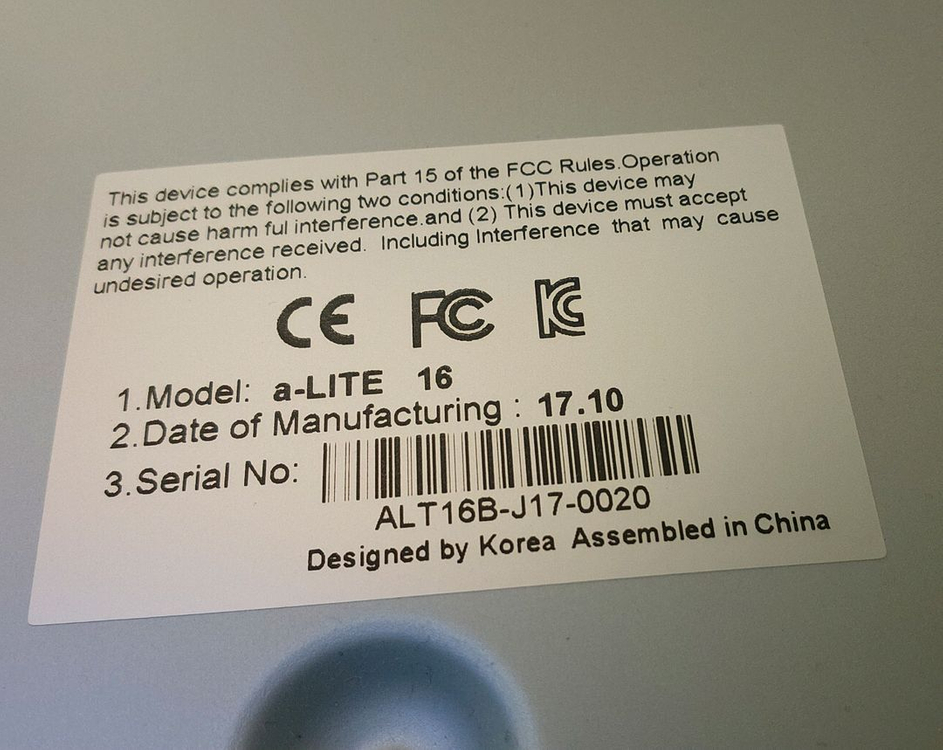 This device complies with Part 15 of the FCC Rules.Operation
is subject to the following two conditions:(1)This device may
not cause harm ful interference.and (2) This device must accept
any interference received. Including Interference that may cause
undesired operation.
CE FC KC
1.Model: a-LITE 16
2.Date of Manufacturing : 17.10
3.Serial No:
ALT16B-J17-0020
Designed by Korea Assembled in China